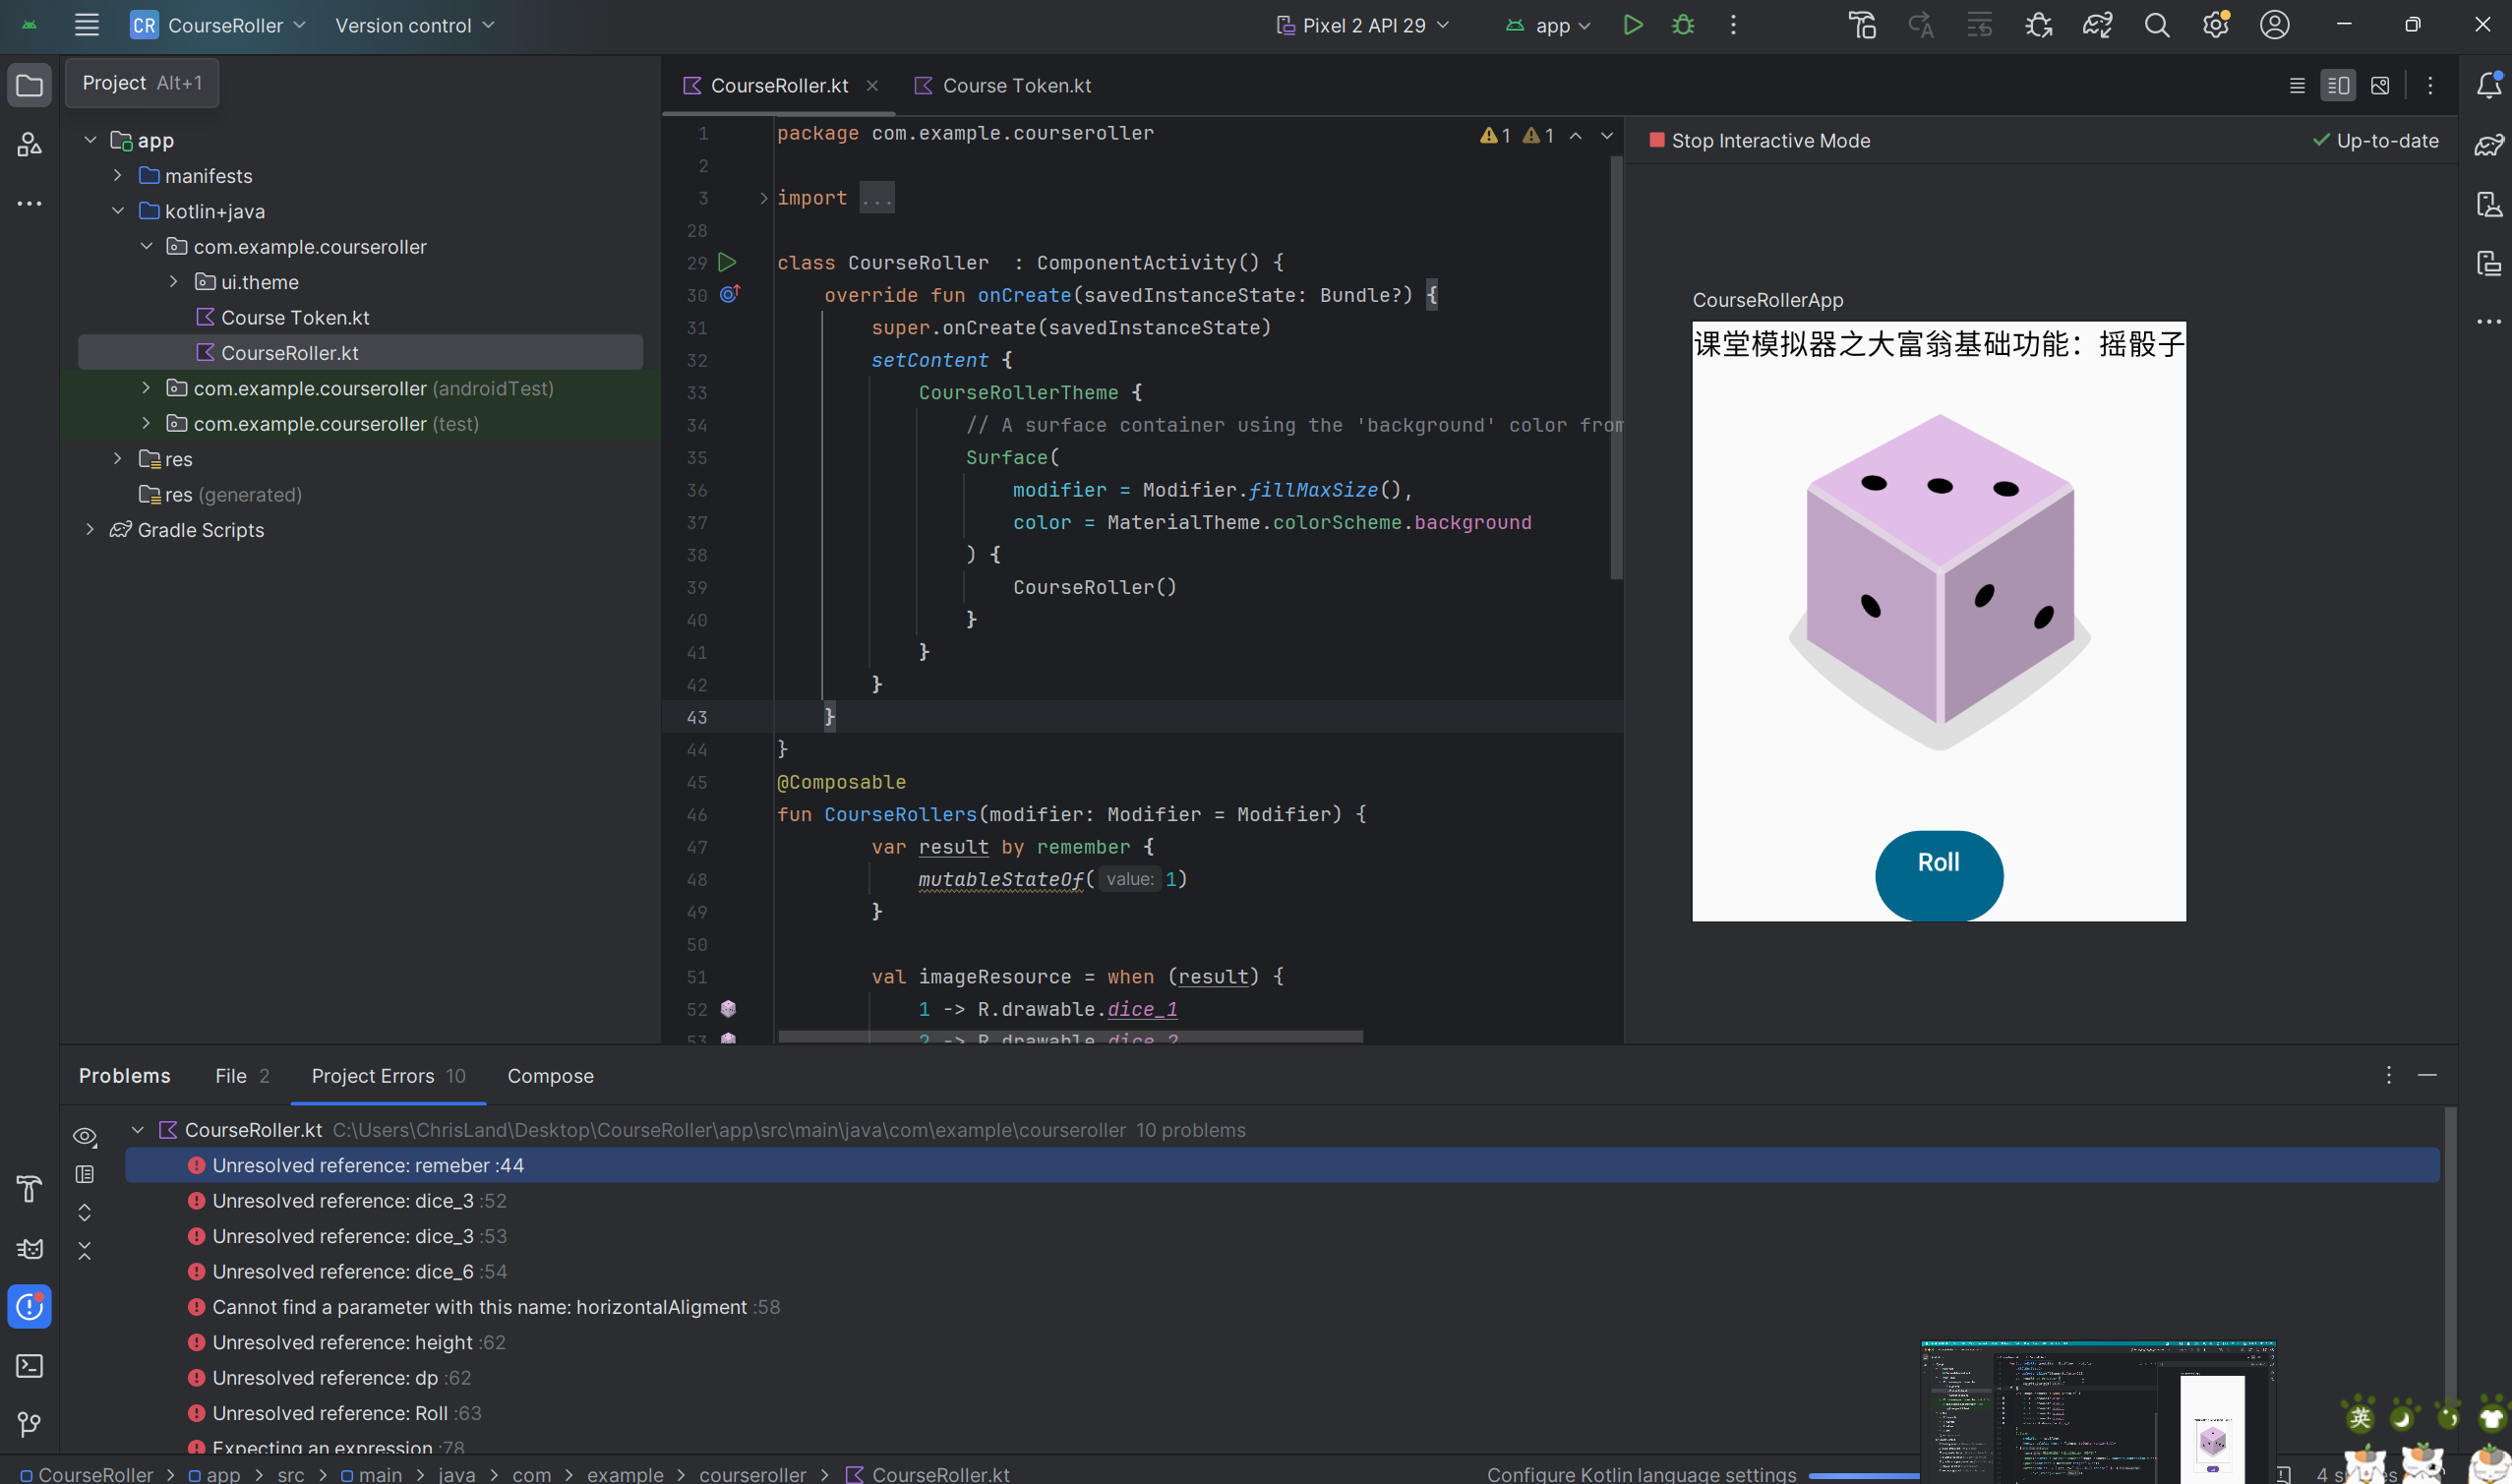 CR CourseRoller Version control Pixel 2 API 29 app
Project Alt+1
app
manifests
kotlin+java
com.example.courseroller
ui.theme
Course Token.kt
CourseRoller.kt
com.example.courseroller (androidTest)
com.example.courseroller (test)
res
res (generated)
Gradle Scripts
CourseRoller.kt Course Token.kt
1 package com.example.courseroller
2
3 import ...
28
29 class CourseRoller  : ComponentActivity() {
30 override fun onCreate(savedInstanceState: Bundle?) {
31 super.onCreate(savedInstanceState)
32 setContent {
33 CourseRollerTheme {
34 // A surface container using the 'background' color from
35 Surface(
36 modifier = Modifier.fillMaxSize(),
37 color = MaterialTheme.colorScheme.background
38 ) {
39 CourseRoller()
40 }
41 }
42 }
43 }
44 }
45 @Composable
46 fun CourseRollers(modifier: Modifier = Modifier) {
47 var result by remember {
48 mutableStateOf( value: 1)
49 }
50
51 val imageResource = when (result) {
52 1 -> R.drawable.dice_1
53 2 -> R.drawable.dice_2
1 1
Stop Interactive Mode Up-to-date
CourseRollerApp
课堂模拟器之大富翁基础功能：摇骰子
Roll
Problems File 2 Project Errors 10 Compose
CourseRoller.kt C:\Users\ChrisLand\Desktop\CourseRoller\app\src\main\java\com\example\courseroller 10 problems
Unresolved reference: remeber :44
Unresolved reference: dice_3 :52
Unresolved reference: dice_3 :53
Unresolved reference: dice_6 :54
Cannot find a parameter with this name: horizontalAligment :58
Unresolved reference: height :62
Unresolved reference: dp :62
Unresolved reference: Roll :63
Expecting an expression :78
英
CourseRoller > app > src > main > java > com > example > courseroller > CourseRoller.kt Configure Kotlin language settings